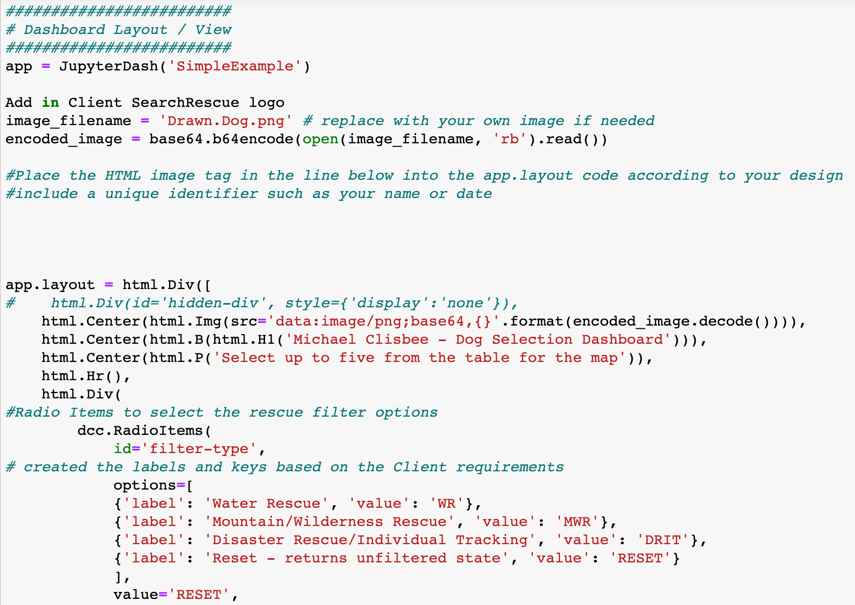 #########################
# Dashboard Layout / View
#########################
app = JupyterDash('SimpleExample')
Add in Client SearchRescue logo
image_filename = 'Drawn.Dog.png' # replace with your own image if needed
encoded_image = base64.b64encode(open(image_filename, 'rb').read())
#Place the HTML image tag in the line below into the app.layout code according to your design
#include a unique identifier such as your name or date
app.layout = html.Div([
#    html.Div(id='hidden-div', style={'display':'none'}),
    html.Center(html.Img(src='data:image/png;base64,{}'.format(encoded_image.decode()))),
    html.Center(html.B(html.H1('Michael Clisbee - Dog Selection Dashboard'))),
    html.Center(html.P('Select up to five from the table for the map')),
    html.Hr(),
    html.Div(
#Radio Items to select the rescue filter options
        dcc.RadioItems(
            id='filter-type',
# created the labels and keys based on the Client requirements
            options=[
            {'label': 'Water Rescue', 'value': 'WR'},
            {'label': 'Mountain/Wilderness Rescue', 'value': 'MWR'},
            {'label': 'Disaster Rescue/Individual Tracking', 'value': 'DRIT'},
            {'label': 'Reset - returns unfiltered state', 'value': 'RESET'}
            ],
            value='RESET',